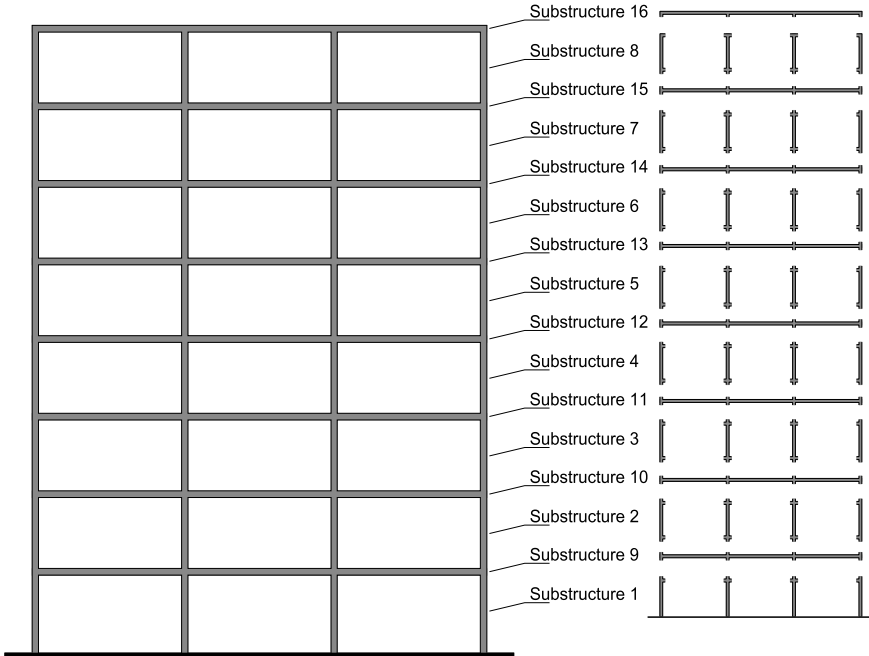 Substructure 16
Substructure 8
Substructure 15
Substructure 7
Substructure 14
Substructure 6
Substructure 13
Substructure 5
Substructure 12
Substructure 4
Substructure 11
Substructure 3
Substructure 10
Substructure 2
Substructure 9
Substructure 1